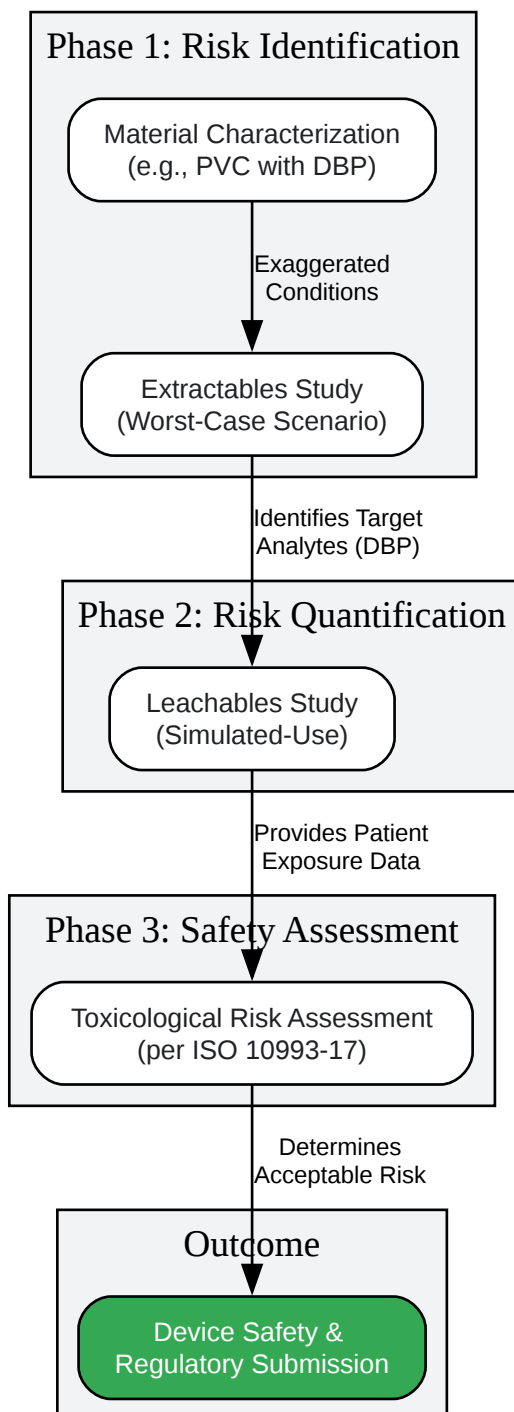 Phase 1: Risk Identification
Material Characterization
(e.g., PVC with DBP)
Exaggerated
Conditions
Extractables Study
(Worst-Case Scenario)
Identifies Target
Analytes (DBP)
Phase 2: Risk Quantification
Leachables Study
(Simulated-Use)
Provides Patient
Exposure Data
Phase 3: Safety Assessment
Toxicological Risk Assessment
(per ISO 10993-17)
Determines
Acceptable Risk
Outcome
Device Safety &
Regulatory Submission